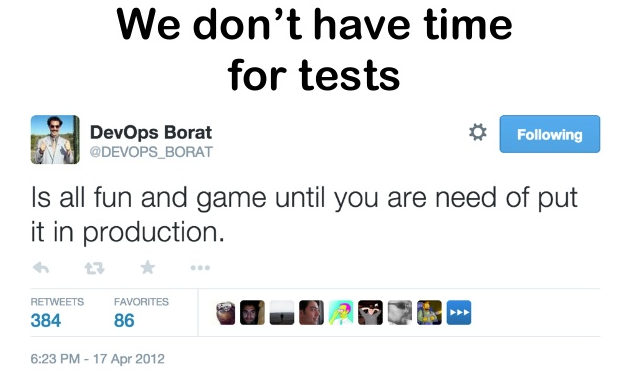 We don't have time
for tests
DevOps Borat
@DEVOPS_BORAT
Following
Is all fun and game until you are need of put
it in production.
RETWEETS
FAVORITES
384
86
6:23 PM - 17 Apr 2012